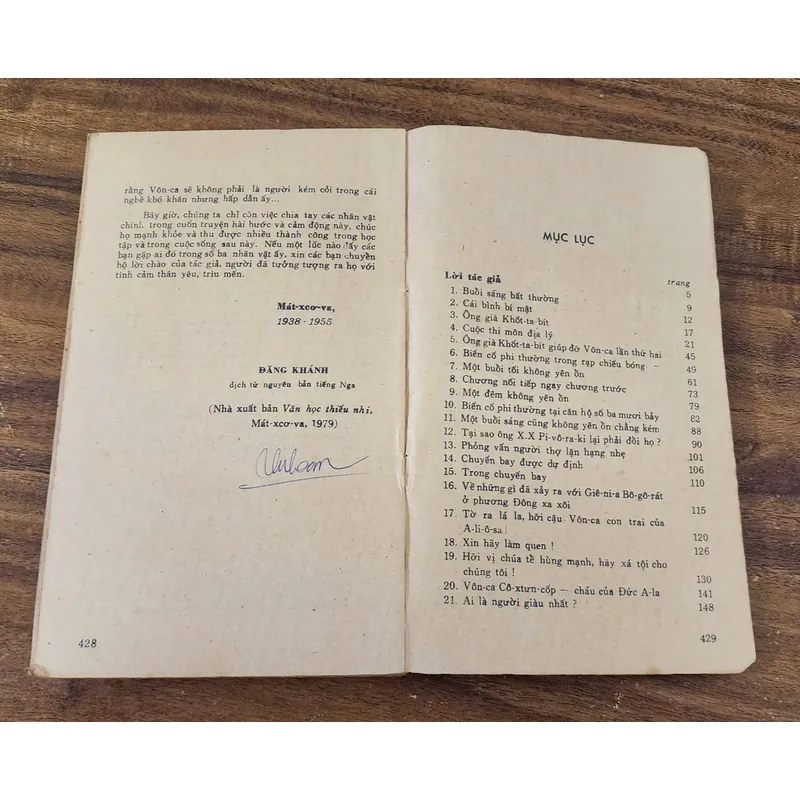 rằng Vôn-ca sẽ không phải là người kém cỏi trong cái
nghề khó khăn nhưng hấp dẫn ấy...
Bây giờ, chúng ta chỉ còn việc chia tay các nhân vật
chính trong cuốn truyện hài hước và cảm động này, chúc
họ mạnh khỏe và thu được nhiều thành công trong học
tập và trong cuộc sống sau này. Nếu một lúc nào đấy các
bạn gặp ai đó trong số ba nhân vật ấy, xin các bạn chuyển
hộ lời chào của tác giả, người đã tưởng tượng ra họ với
tình cảm thân yêu, trìu mến.
Mát-xcơ-va,
1938 - 1955
ĐĂNG KHÁNH
dịch từ nguyên bản tiếng Nga
(Nhà xuất bản Văn học thiếu nhi,
Mát-xcơ-va, 1979)
428
MỤC LỤC
Lời tác giả trang
1. Buổi sáng bất thường 5
2. Cái bình bí mật 9
3. Ông già Khốt-ta-bít 12
4. Cuộc thi môn địa lý 17
5. Ông già Khốt-ta-bít giúp đỡ Vôn-ca lần thứ hai 21
6. Biến cố phi thường trong rạp chiếu bóng – 45
7. Một buổi tối không yên ổn 49
8. Chương nối tiếp ngay chương trước 61
9. Một đêm không yên ổn 73
10. Biến cố phi thường tại căn hộ số ba mươi bảy 79
11. Một buổi sáng cũng không yên ổn chẳng kém 82
12. Tại sao ông X.X Pi-vô-ra-ki lại phải đổi họ ? 88
13. Phỏng vấn người thợ lặn hạng nhẹ 90
14. Chuyến bay được dự định 101
15. Trong chuyến bay 106
16. Về những gì đã xảy ra với Giê-ni-a Bô-gô-rát 110
ở phương Đông xa xôi
17. Tờ ra lá la, hỡi cậu Vôn-ca con trai của 115
A-li-ô-sa !
18. Xin hãy làm quen ! 120
19. Hỡi vị chúa tể hùng mạnh, hãy xá tội cho 126
chúng tôi !
20. Vôn-ca Cô-xtưn-cốp – cháu của Đức A-la 130
21. Ai là người giàu nhất ? 141
148
429